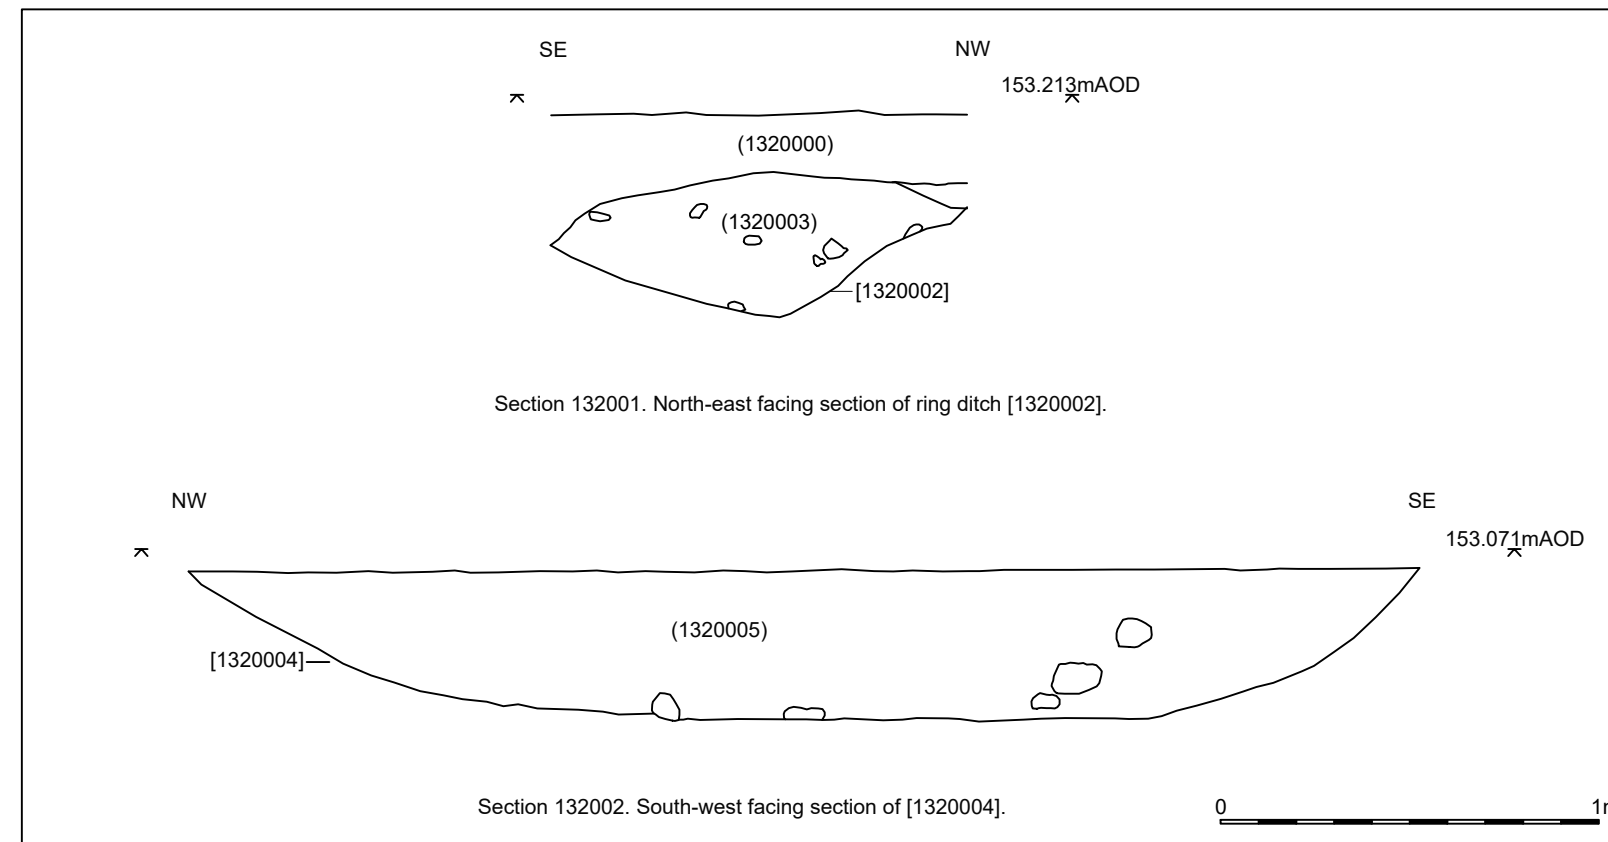 SE
NW
153.213mAOD
(1320000)
(1320003)
[1320002]
Section 132001. North-east facing section of ring ditch [1320002].
NW
SE
153.071mAOD
(1320005)
[1320004]
Section 132002. South-west facing section of [1320004].
0
1m